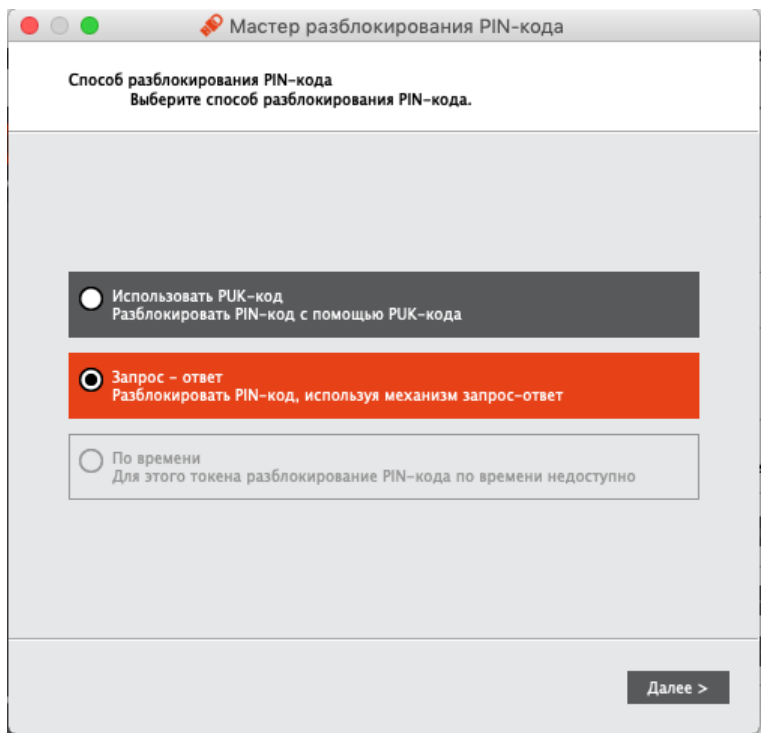 Мастер разблокирования PIN-кода
Способ разблокирования PIN-кода
Выберите способ разблокирования PIN-кода.
Использовать PUK-код
Разблокировать PIN-код с помощью PUK-кода
Запрос – ответ
Разблокировать PIN-код, используя механизм запрос-ответ
По времени
Для этого токена разблокирование PIN-кода по времени недоступно
Далее >